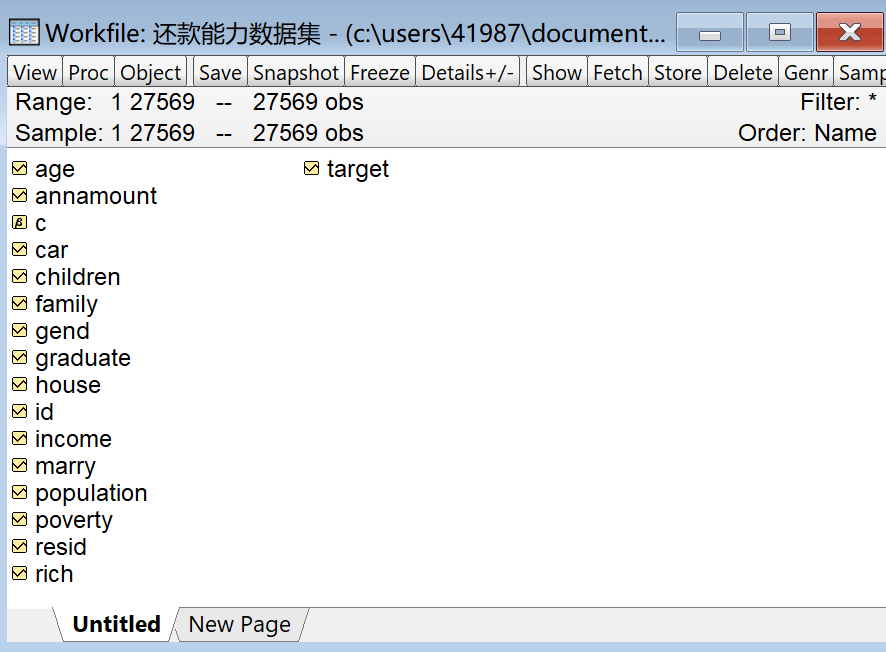 Workfile: 还款能力数据集 - (c:\users\41987\document...
View Proc Object Save Snapshot Freeze Details+/- Show Fetch Store Delete Genr Samp
Range: 1 27569 -- 27569 obs Filter: *
Sample: 1 27569 -- 27569 obs Order: Name
age
annamount
β c
car
children
family
gend
graduate
house
id
income
marry
population
poverty
resid
rich
target
Untitled New Page